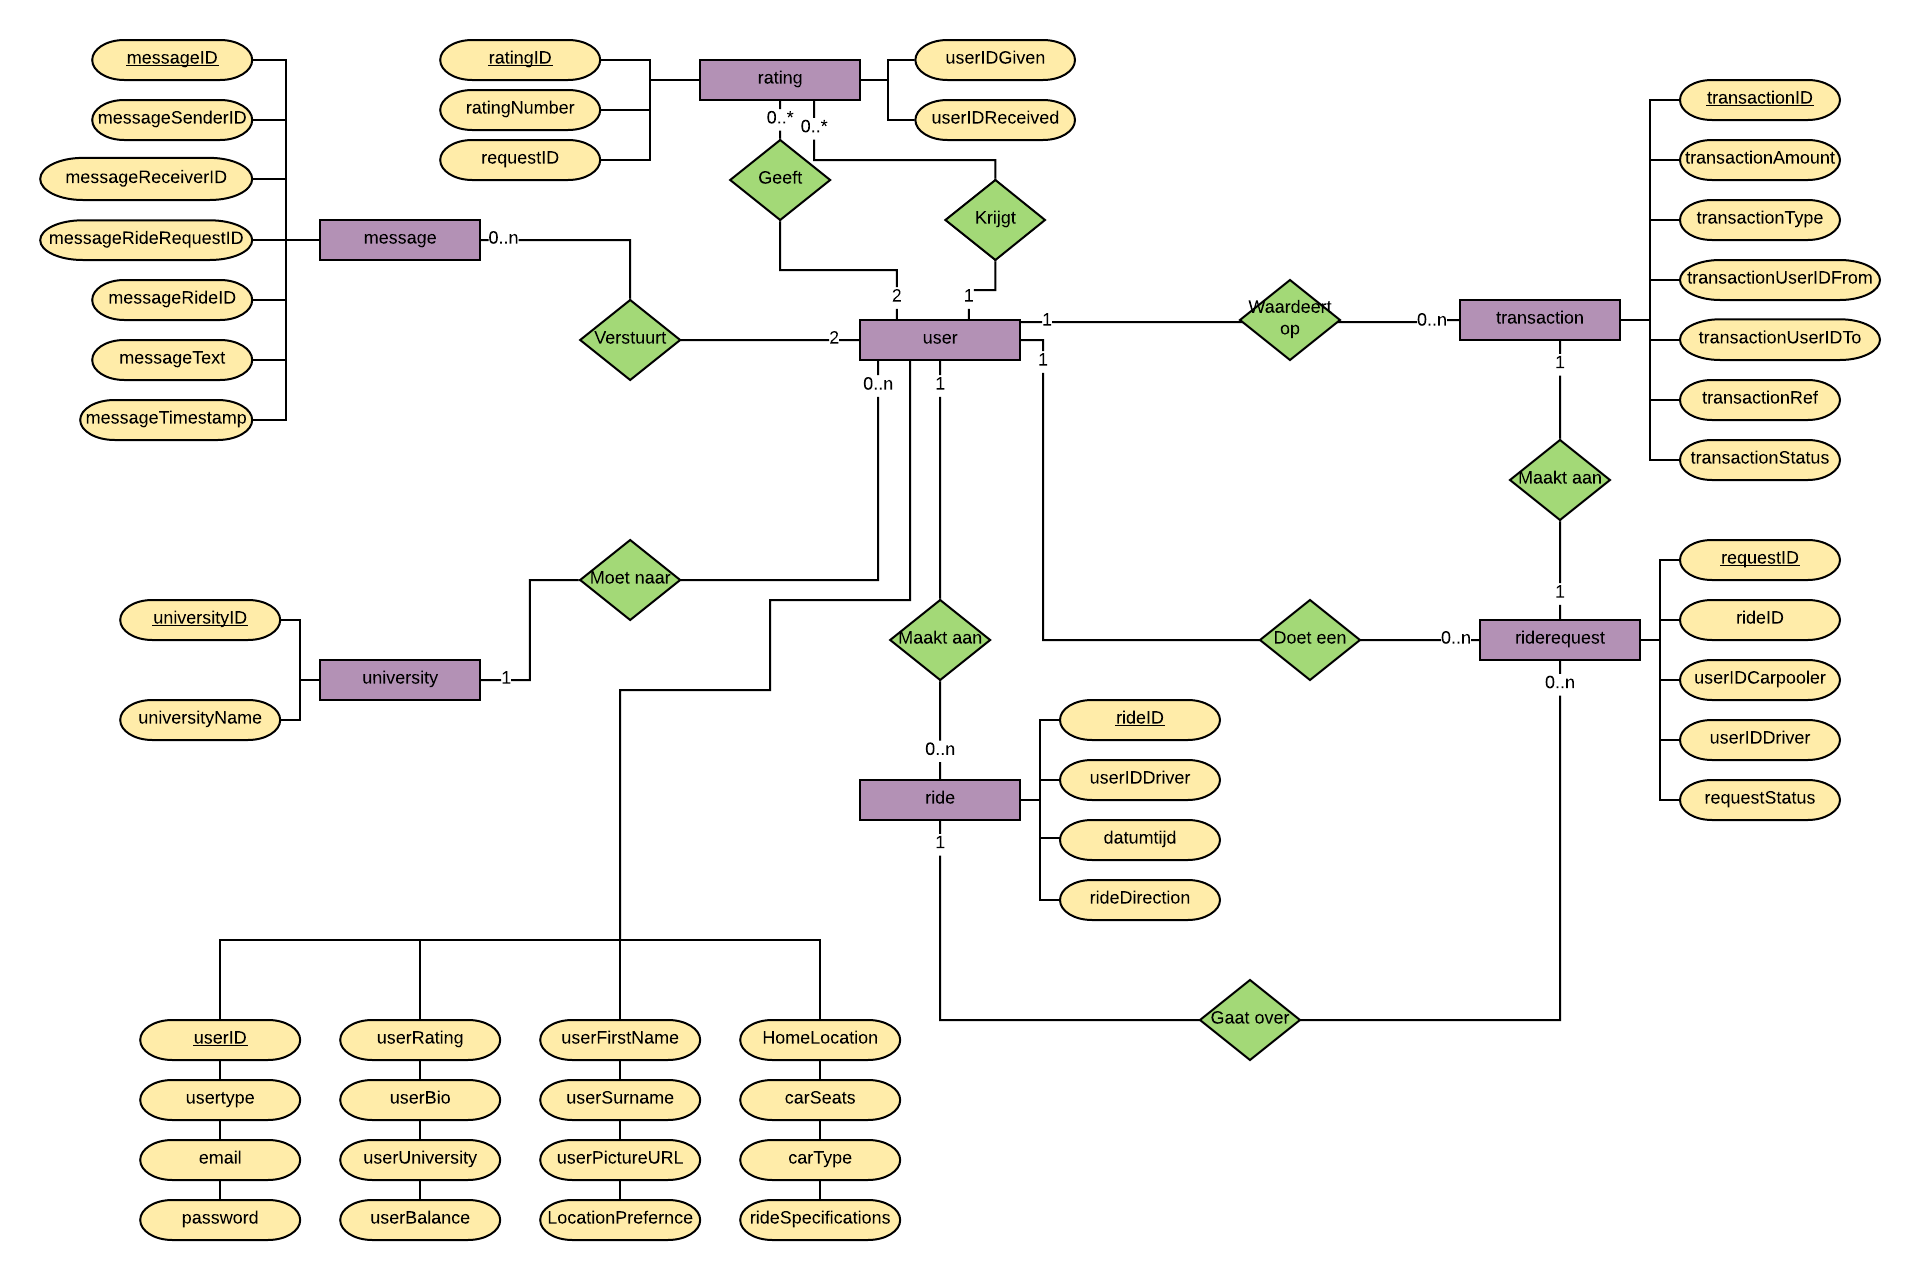 messageID
messageSenderID
messageReceiverID
messageRideRequestID
messageRideID
messageText
messageTimestamp
message
0..n
Verstuurt
2
ratingID
ratingNumber
requestID
rating
userIDGiven
userIDReceived
0..*
0..*
Geeft
Krijgt
2
1
user
1
Waardeert
op
0..n
transaction
transactionID
transactionAmount
transactionType
transactionUserIDFrom
transactionUserIDTo
transactionRef
transactionStatus
1
Maakt aan
1
1
0..n
1
Doet een
0..n
riderequest
requestID
rideID
userIDCarpooler
userIDDriver
requestStatus
0..n
Moet naar
universityID
universityName
university
1
Maakt aan
0..n
ride
1
rideID
userIDDriver
datumtijd
rideDirection
Gaat over
userID
userRating
userFirstName
HomeLocation
usertype
userBio
userSurname
carSeats
email
userUniversity
userPictureURL
carType
password
userBalance
LocationPrefernce
rideSpecifications